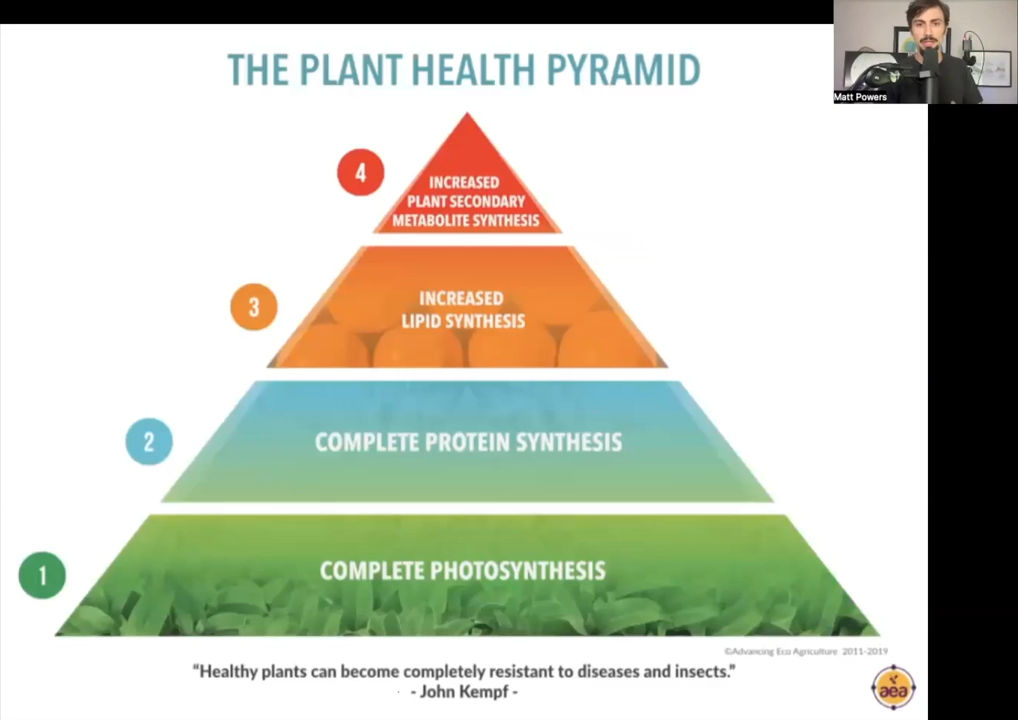 THE PLANT HEALTH PYRAMID
Matt Powers
4
INCREASED
PLANT SECONDARY
METABOLITE SYNTHESIS
3
INCREASED
LIPID SYNTHESIS
2
COMPLETE PROTEIN SYNTHESIS
1
COMPLETE PHOTOSYNTHESIS
©Advancing Eco Agriculture 2011-2019
“Healthy plants can become completely resistant to diseases and insects.”
- John Kempf -
aea